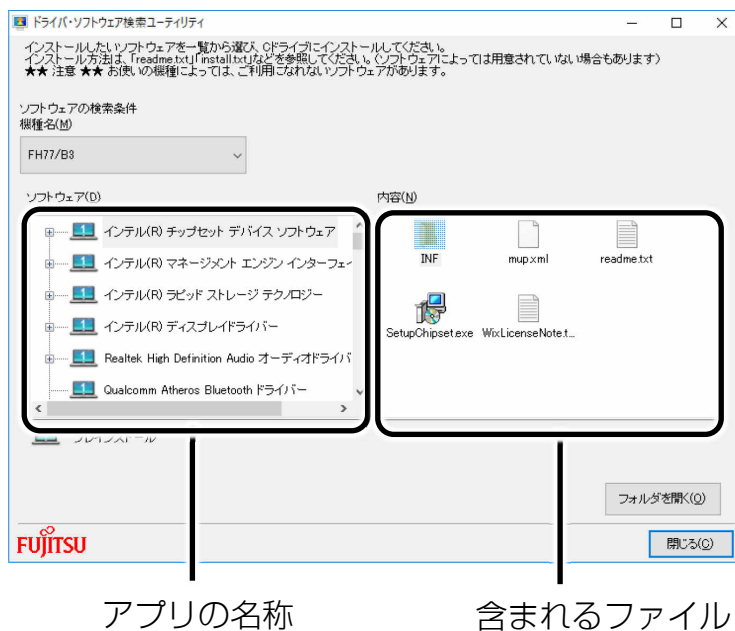 ドライバ・ソフトウェア検索ユーティリティ
インストールしたいソフトウェアを一覧から選び、Cドライブにインストールしてください。
インストール方法は、「readme.txt」「install.txt」などを参照してください。（ソフトウェアによっては用意されていない場合もあります）
★★ 注意 ★★ お使いの機種によっては、ご利用になれないソフトウェアがあります。
ソフトウェアの検索条件
機種名(M)
FH77/B3
ソフトウェア(D)
内容(N)
インテル(R) チップセット デバイス ソフトウェア
インテル(R) マネージメント エンジン インターフェイ
インテル(R) ラピッド ストレージ テクノロジー
インテル(R) ディスプレイドライバー
Realtek High Definition Audio オーディオドライバ
Qualcomm Atheros Bluetooth ドライバー
INF
mup.xml
readme.txt
SetupChipset.exe
WixLicenseNote.t...
プレインストール
フォルダを開く(O)
FUJITSU
閉じる(C)
アプリの名称
含まれるファイル